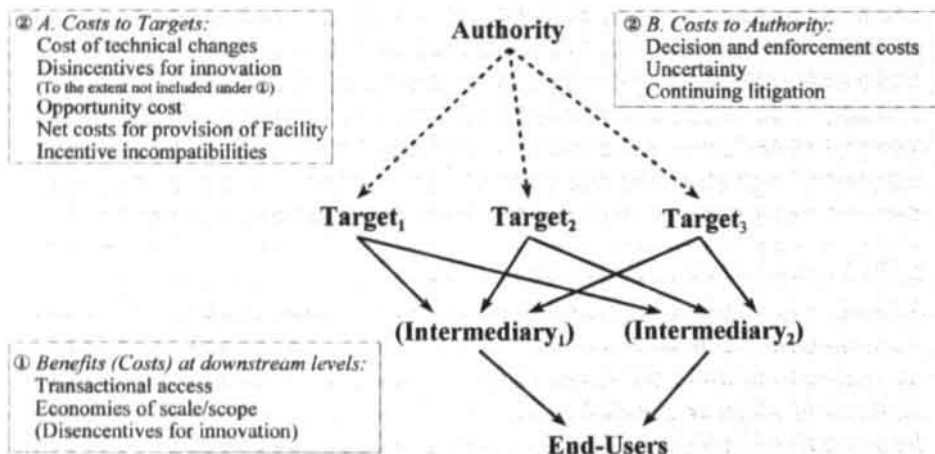 ② A. Costs to Targets:
Cost of technical changes
Disincentives for innovation
(To the extent not included under ①)
Opportunity cost
Net costs for provision of Facility
Incentive incompatibilities
Authority
② B. Costs to Authority:
Decision and enforcement costs
Uncertainty
Continuing litigation
Target₁ Target₂ Target₃
(Intermediary₁) (Intermediary₂)
① Benefits (Costs) at downstream levels:
Transactional access
Economies of scale/scope
(Disencentives for innovation)
End-Users